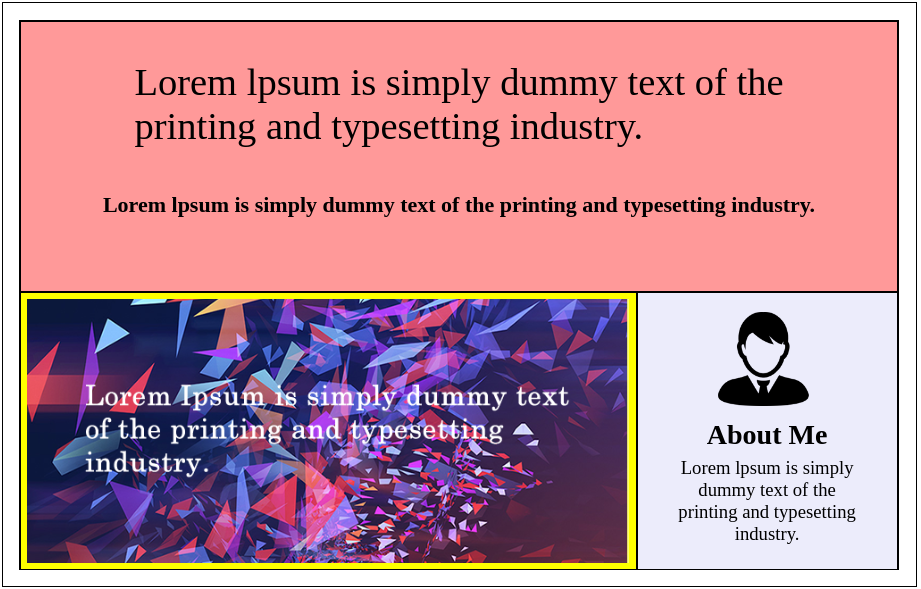 Lorem lpsum is simply dummy text of the
printing and typesetting industry.
Lorem lpsum is simply dummy text of the printing and typesetting industry.
Lorem Ipsum is simply dummy text
of the printing and typesetting
industry.
About Me
Lorem lpsum is simply
dummy text of the
printing and typesetting
industry.